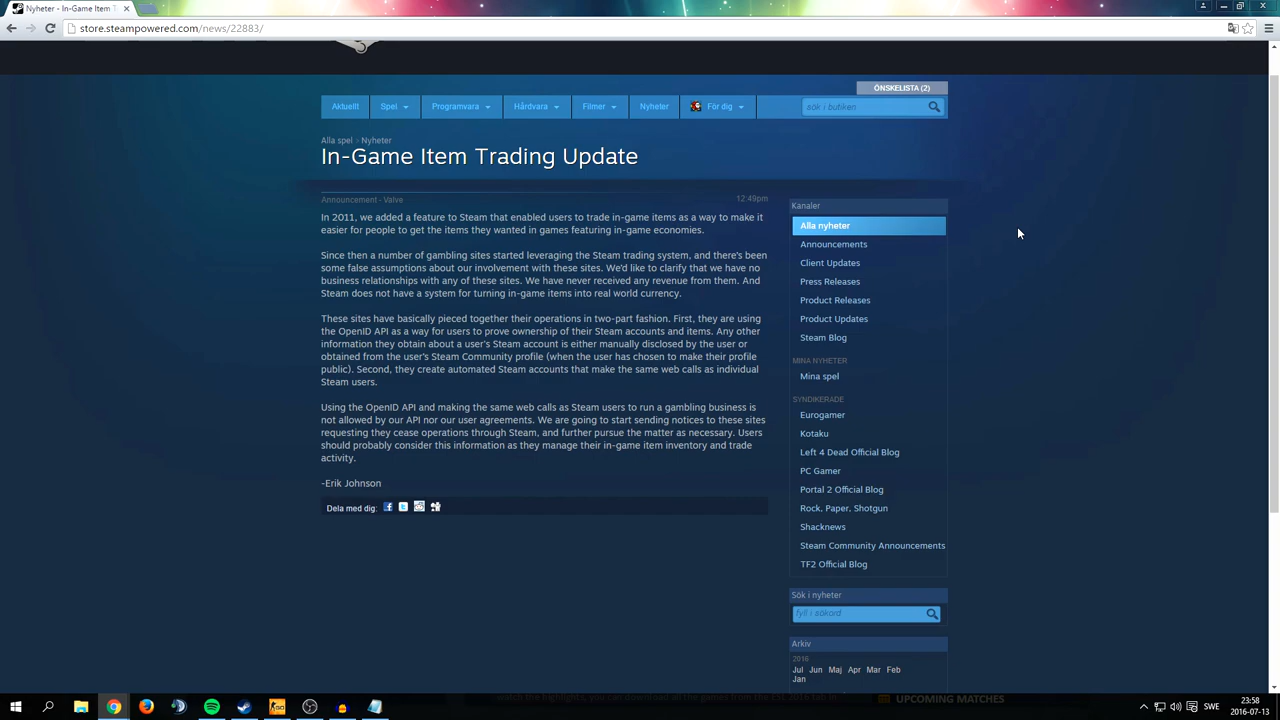 Nyheter - In-Game Item T
store.steampowered.com/news/22883/
ÖNSKELISTA (2)
Aktuellt
Spel
Programvara
Hårdvara
Filmer
Nyheter
För dig
sök i butiken
Alla spel > Nyheter
In-Game Item Trading Update
Announcement - Valve
12:49pm
In 2011, we added a feature to Steam that enabled users to trade in-game items as a way to make it
easier for people to get the items they wanted in games featuring in-game economies.
Since then a number of gambling sites started leveraging the Steam trading system, and there's been
some false assumptions about our involvement with these sites. We'd like to clarify that we have no
business relationships with any of these sites. We have never received any revenue from them. And
Steam does not have a system for turning in-game items into real world currency.
These sites have basically pieced together their operations in two-part fashion. First, they are using
the OpenID API as a way for users to prove ownership of their Steam accounts and items. Any other
information they obtain about a user's Steam account is either manually disclosed by the user or
obtained from the user's Steam Community profile (when the user has chosen to make their profile
public). Second, they create automated Steam accounts that make the same web calls as individual
Steam users.
Using the OpenID API and making the same web calls as Steam users to run a gambling business is
not allowed by our API nor our user agreements. We are going to start sending notices to these sites
requesting they cease operations through Steam, and further pursue the matter as necessary. Users
should probably consider this information as they manage their in-game item inventory and trade
activity.
-Erik Johnson
Dela med dig:
Kanaler
Alla nyheter
Announcements
Client Updates
Press Releases
Product Releases
Product Updates
Steam Blog
MINA NYHETER
Mina spel
SYNDIKERADE
Eurogamer
Kotaku
Left 4 Dead Official Blog
PC Gamer
Portal 2 Official Blog
Rock, Paper, Shotgun
Shacknews
Steam Community Announcements
TF2 Official Blog
Sök i nyheter
fyll i sökord
Arkiv
2016
Jul Jun Maj Apr Mar Feb
Jan
watch the highlights, you can download all the games from the ESL 2016 tab in
UPCOMING MATCHES
SWE
23:58
2016-07-13